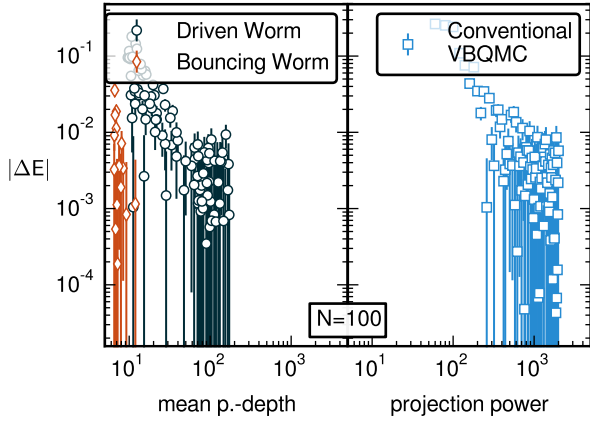 Driven Worm
Bouncing Worm
Conventional
VBQMC
10^-1
10^-2
10^-3
10^-4
|ΔE|
N=100
10^1 10^2 10^3 10^1 10^2 10^3
mean p.-depth
projection power